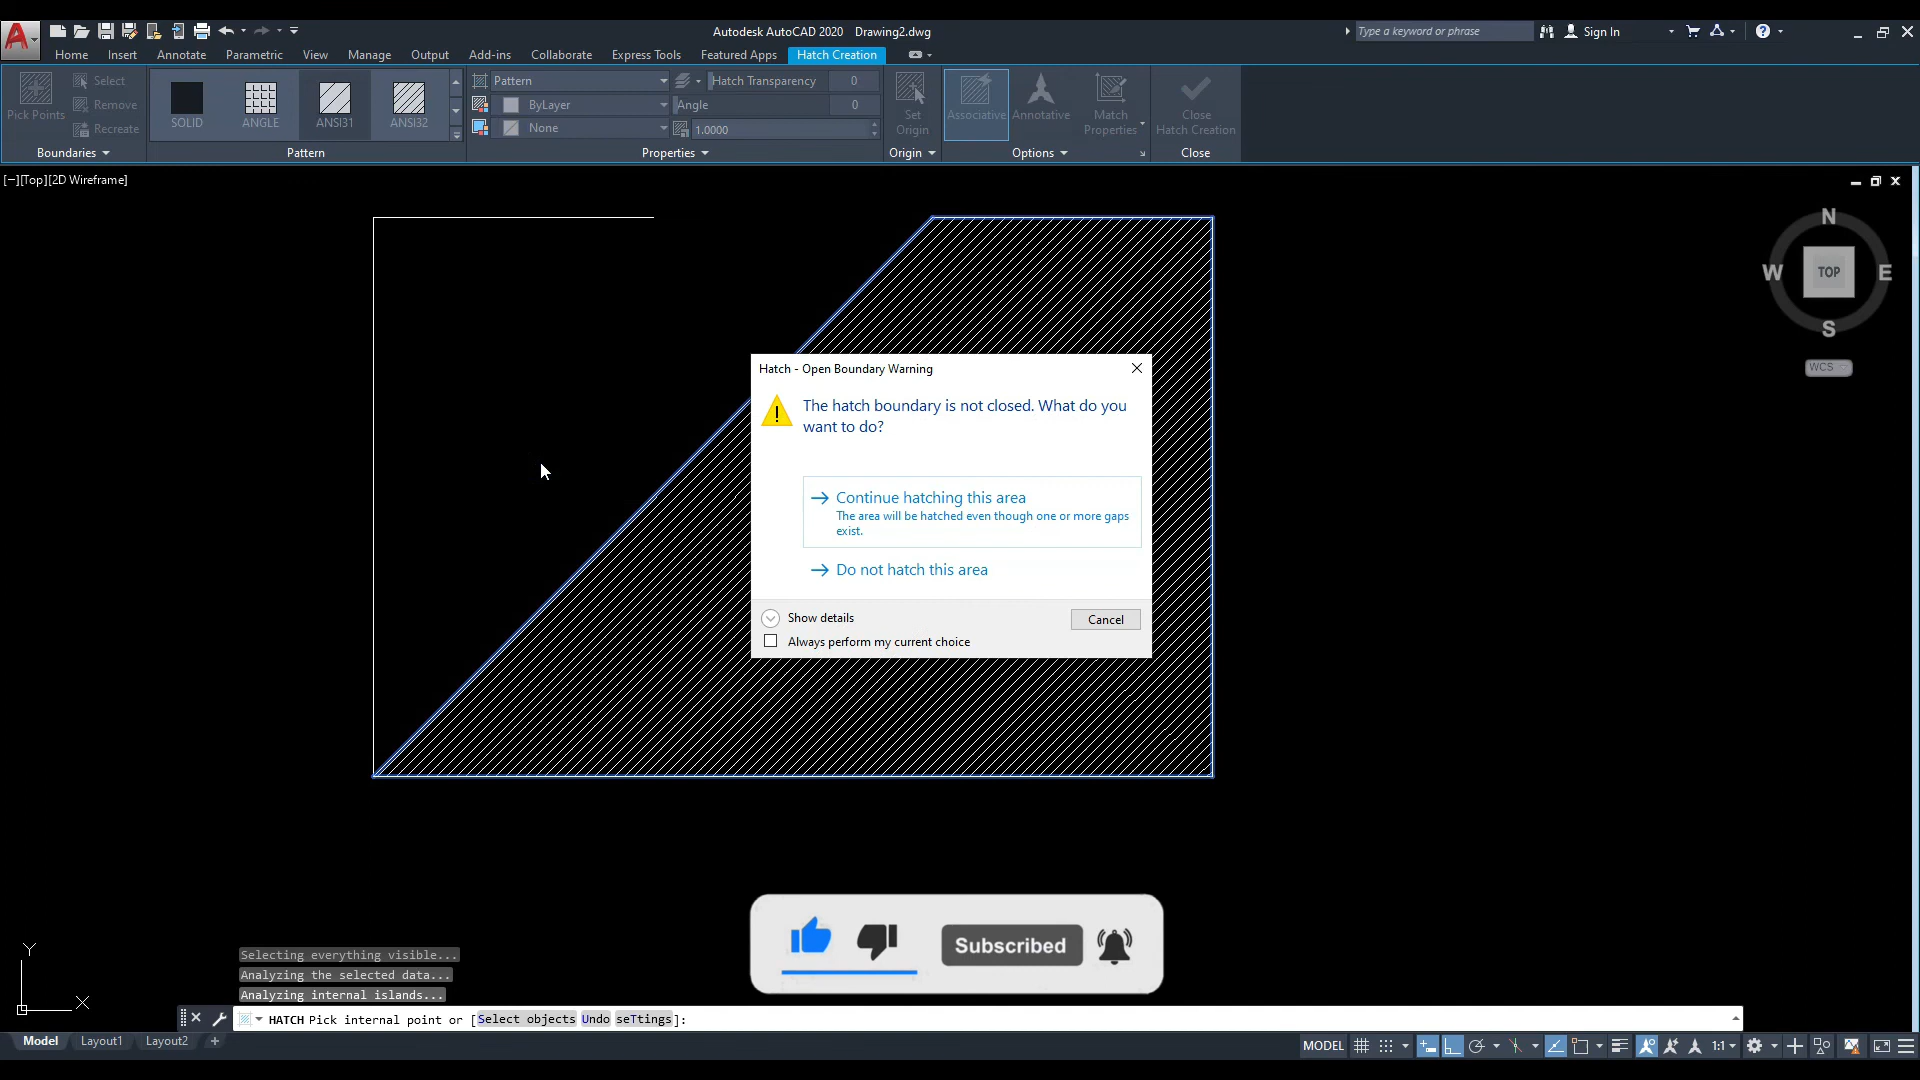 Autodesk AutoCAD 2020 Drawing2.dwg
Type a keyword or phrase
Sign In
Home Insert Annotate Parametric View Manage Output Add-ins Collaborate Express Tools Featured Apps Hatch Creation
Pick Points
Select
Remove
Recreate
Boundaries
SOLID ANGLE ANSI31 ANSI32
Pattern
Pattern
ByLayer
None
Hatch Transparency 0
Angle 0
1.0000
Properties
Set
Origin
Origin
Associative
Annotative
Match
Properties
Options
Close
Hatch Creation
Close
[−][Top][2D Wireframe]
N
W TOP E
S
WCS
Hatch - Open Boundary Warning
!
The hatch boundary is not closed. What do you
want to do?
Continue hatching this area
The area will be hatched even though one or more gaps
exist.
Do not hatch this area
Show details
Cancel
Always perform my current choice
Subscribed
Y
X
Selecting everything visible...
Analyzing the selected data...
Analyzing internal islands...
HATCH Pick internal point or [Select objects Undo seTtings]:
Model Layout1 Layout2 +
MODEL 1:1